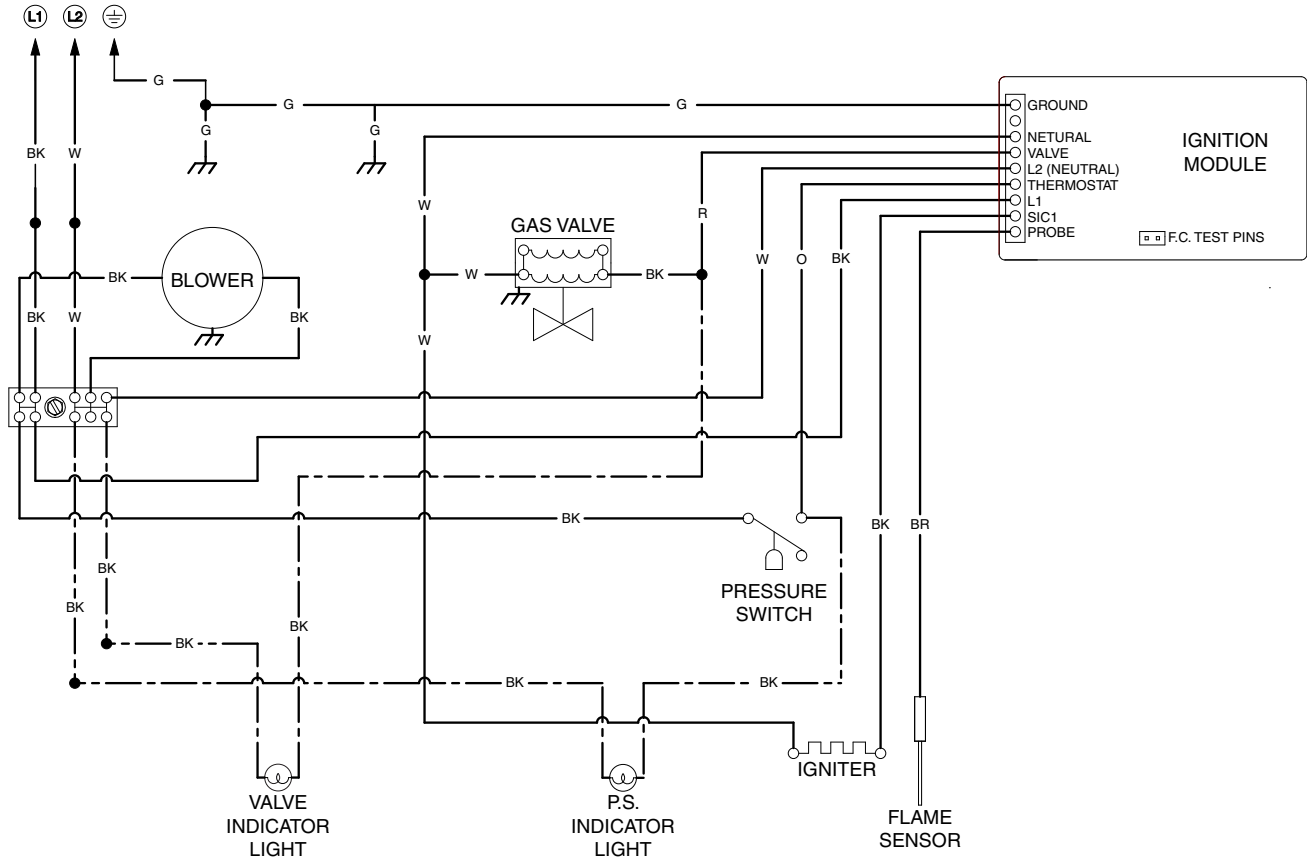 L1 L2
G
G
G
G
G
BK
W
W
R
W
O
BK
BK
BK
BK
W
W
BK
W
BK
BK
BR
BK
BK
BK
BK
BK
BK
GROUND
NETURAL
VALVE
L2 (NEUTRAL)
THERMOSTAT
L1
SIC1
PROBE
IGNITION
MODULE
F.C. TEST PINS
GAS VALVE
BLOWER
PRESSURE
SWITCH
IGNITER
VALVE
INDICATOR
LIGHT
P.S.
INDICATOR
LIGHT
FLAME
SENSOR